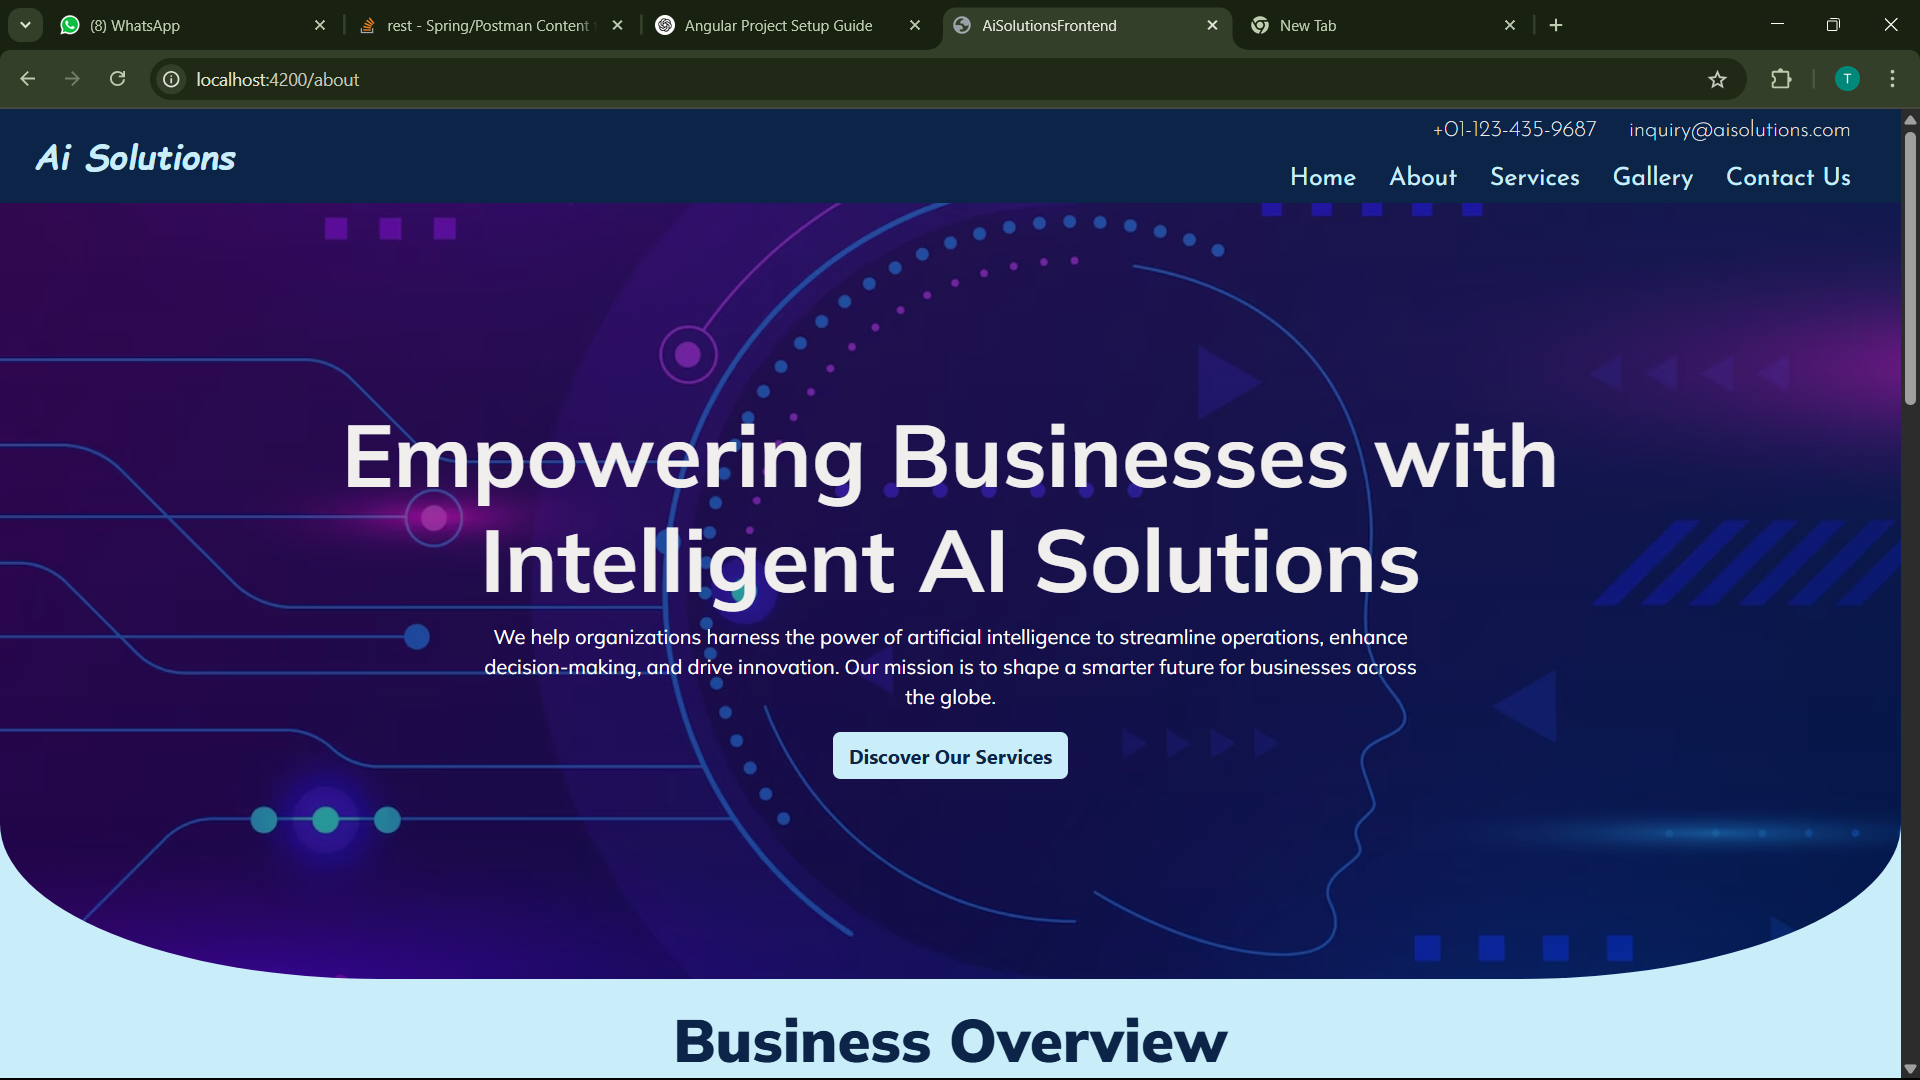 (8) WhatsApp
rest - Spring/Postman Content
Angular Project Setup Guide
AiSolutionsFrontend
New Tab
localhost:4200/about
T
Ai Solutions
+01-123-435-9687 inquiry@aisolutions.com
Home About Services Gallery Contact Us
Empowering Businesses with
Intelligent AI Solutions
We help organizations harness the power of artificial intelligence to streamline operations, enhance
decision-making, and drive innovation. Our mission is to shape a smarter future for businesses across
the globe.
Discover Our Services
Business Overview